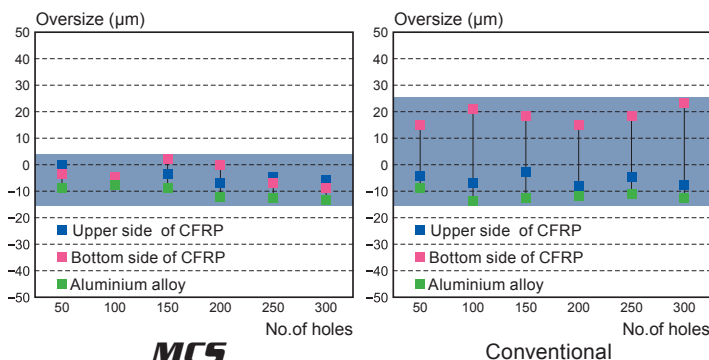 Oversize (μm)
50
40
30
20
10
0
−10
−20
−30
−40
−50
Upper side of CFRP
Bottom side of CFRP
Aluminium alloy
50 100 150 200 250 300
No.of holes
MCS
Oversize (μm)
50
40
30
20
10
0
−10
−20
−30
−40
−50
Upper side of CFRP
Bottom side of CFRP
Aluminium alloy
50 100 150 200 250 300
No.of holes
Conventional